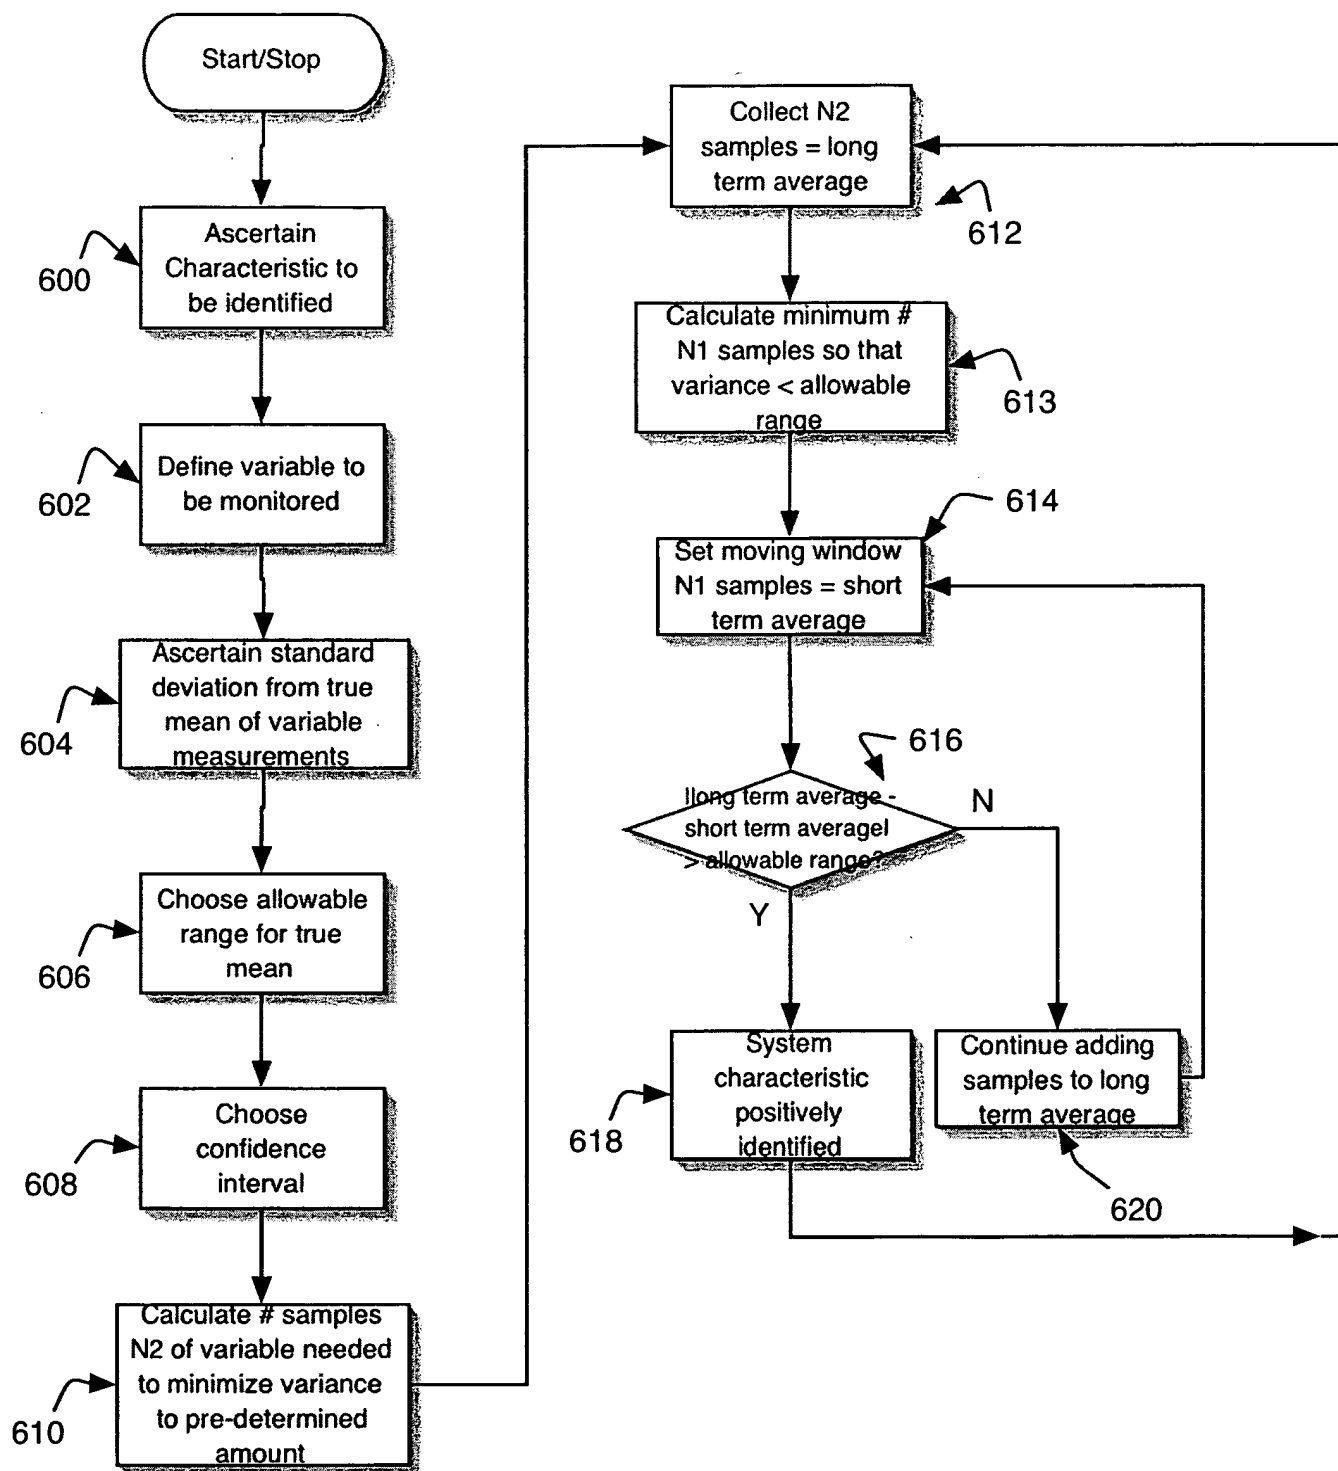 Start/Stop
Ascertain
Characteristic to
be identified
600
Define variable to
be monitored
602
Ascertain standard
deviation from true
mean of variable
measurements
604
Choose allowable
range for true
mean
606
Choose
confidence
interval
608
Calculate # samples
N2 of variable needed
to minimize variance
to pre-determined
amount
610
Collect N2
samples = long
term average
612
Calculate minimum #
N1 samples so that
variance < allowable
range
613
614
Set moving window
N1 samples = short
term average
616
|long term average -
short term average|
> allowable range?
N
Y
System
characteristic
positively
identified
618
Continue adding
samples to long
term average
620